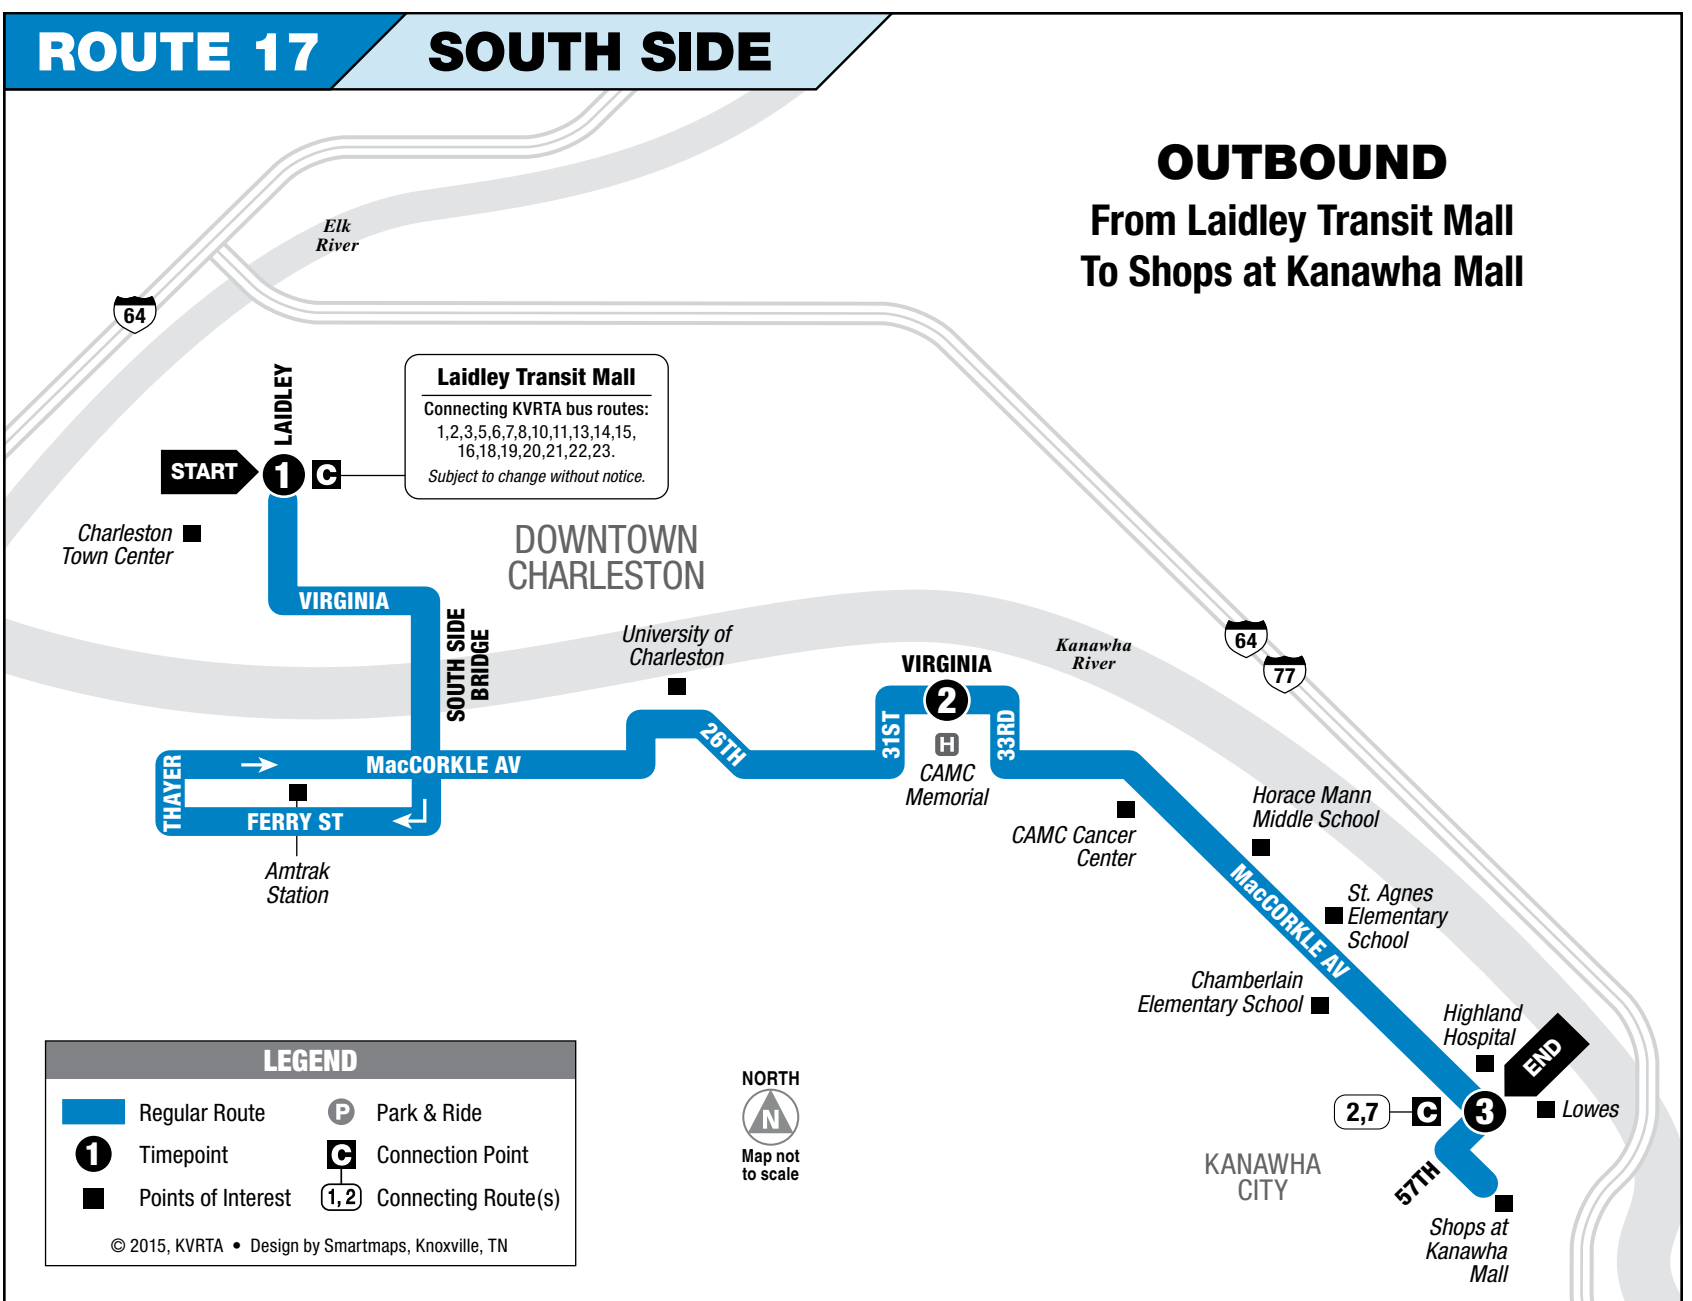 ROUTE 17
SOUTH SIDE
OUTBOUND
From Laidley Transit Mall
To Shops at Kanawha Mall
Elk
River
64
LAIDLEY
Laidley Transit Mall
Connecting KVRTA bus routes:
1,2,3,5,6,7,8,10,11,13,14,15,
16,18,19,20,21,22,23.
Subject to change without notice.
START
1
C
Charleston
Town Center
DOWNTOWN
CHARLESTON
VIRGINIA
SOUTH SIDE
BRIDGE
University of
Charleston
Kanawha
River
64
77
VIRGINIA
2
31ST
33RD
H
CAMC
Memorial
26TH
THAYER
MacCORKLE AV
FERRY ST
Amtrak
Station
CAMC Cancer
Center
Horace Mann
Middle School
MacCORKLE AV
St. Agnes
Elementary
School
Chamberlain
Elementary School
Highland
Hospital
END
2,7
C
3
Lowes
KANAWHA
CITY
57TH
Shops at
Kanawha
Mall
NORTH
N
Map not
to scale
LEGEND
Regular Route
P
Park & Ride
1
Timepoint
C
Connection Point
Points of Interest
1, 2
Connecting Route(s)
© 2015, KVRTA • Design by Smartmaps, Knoxville, TN